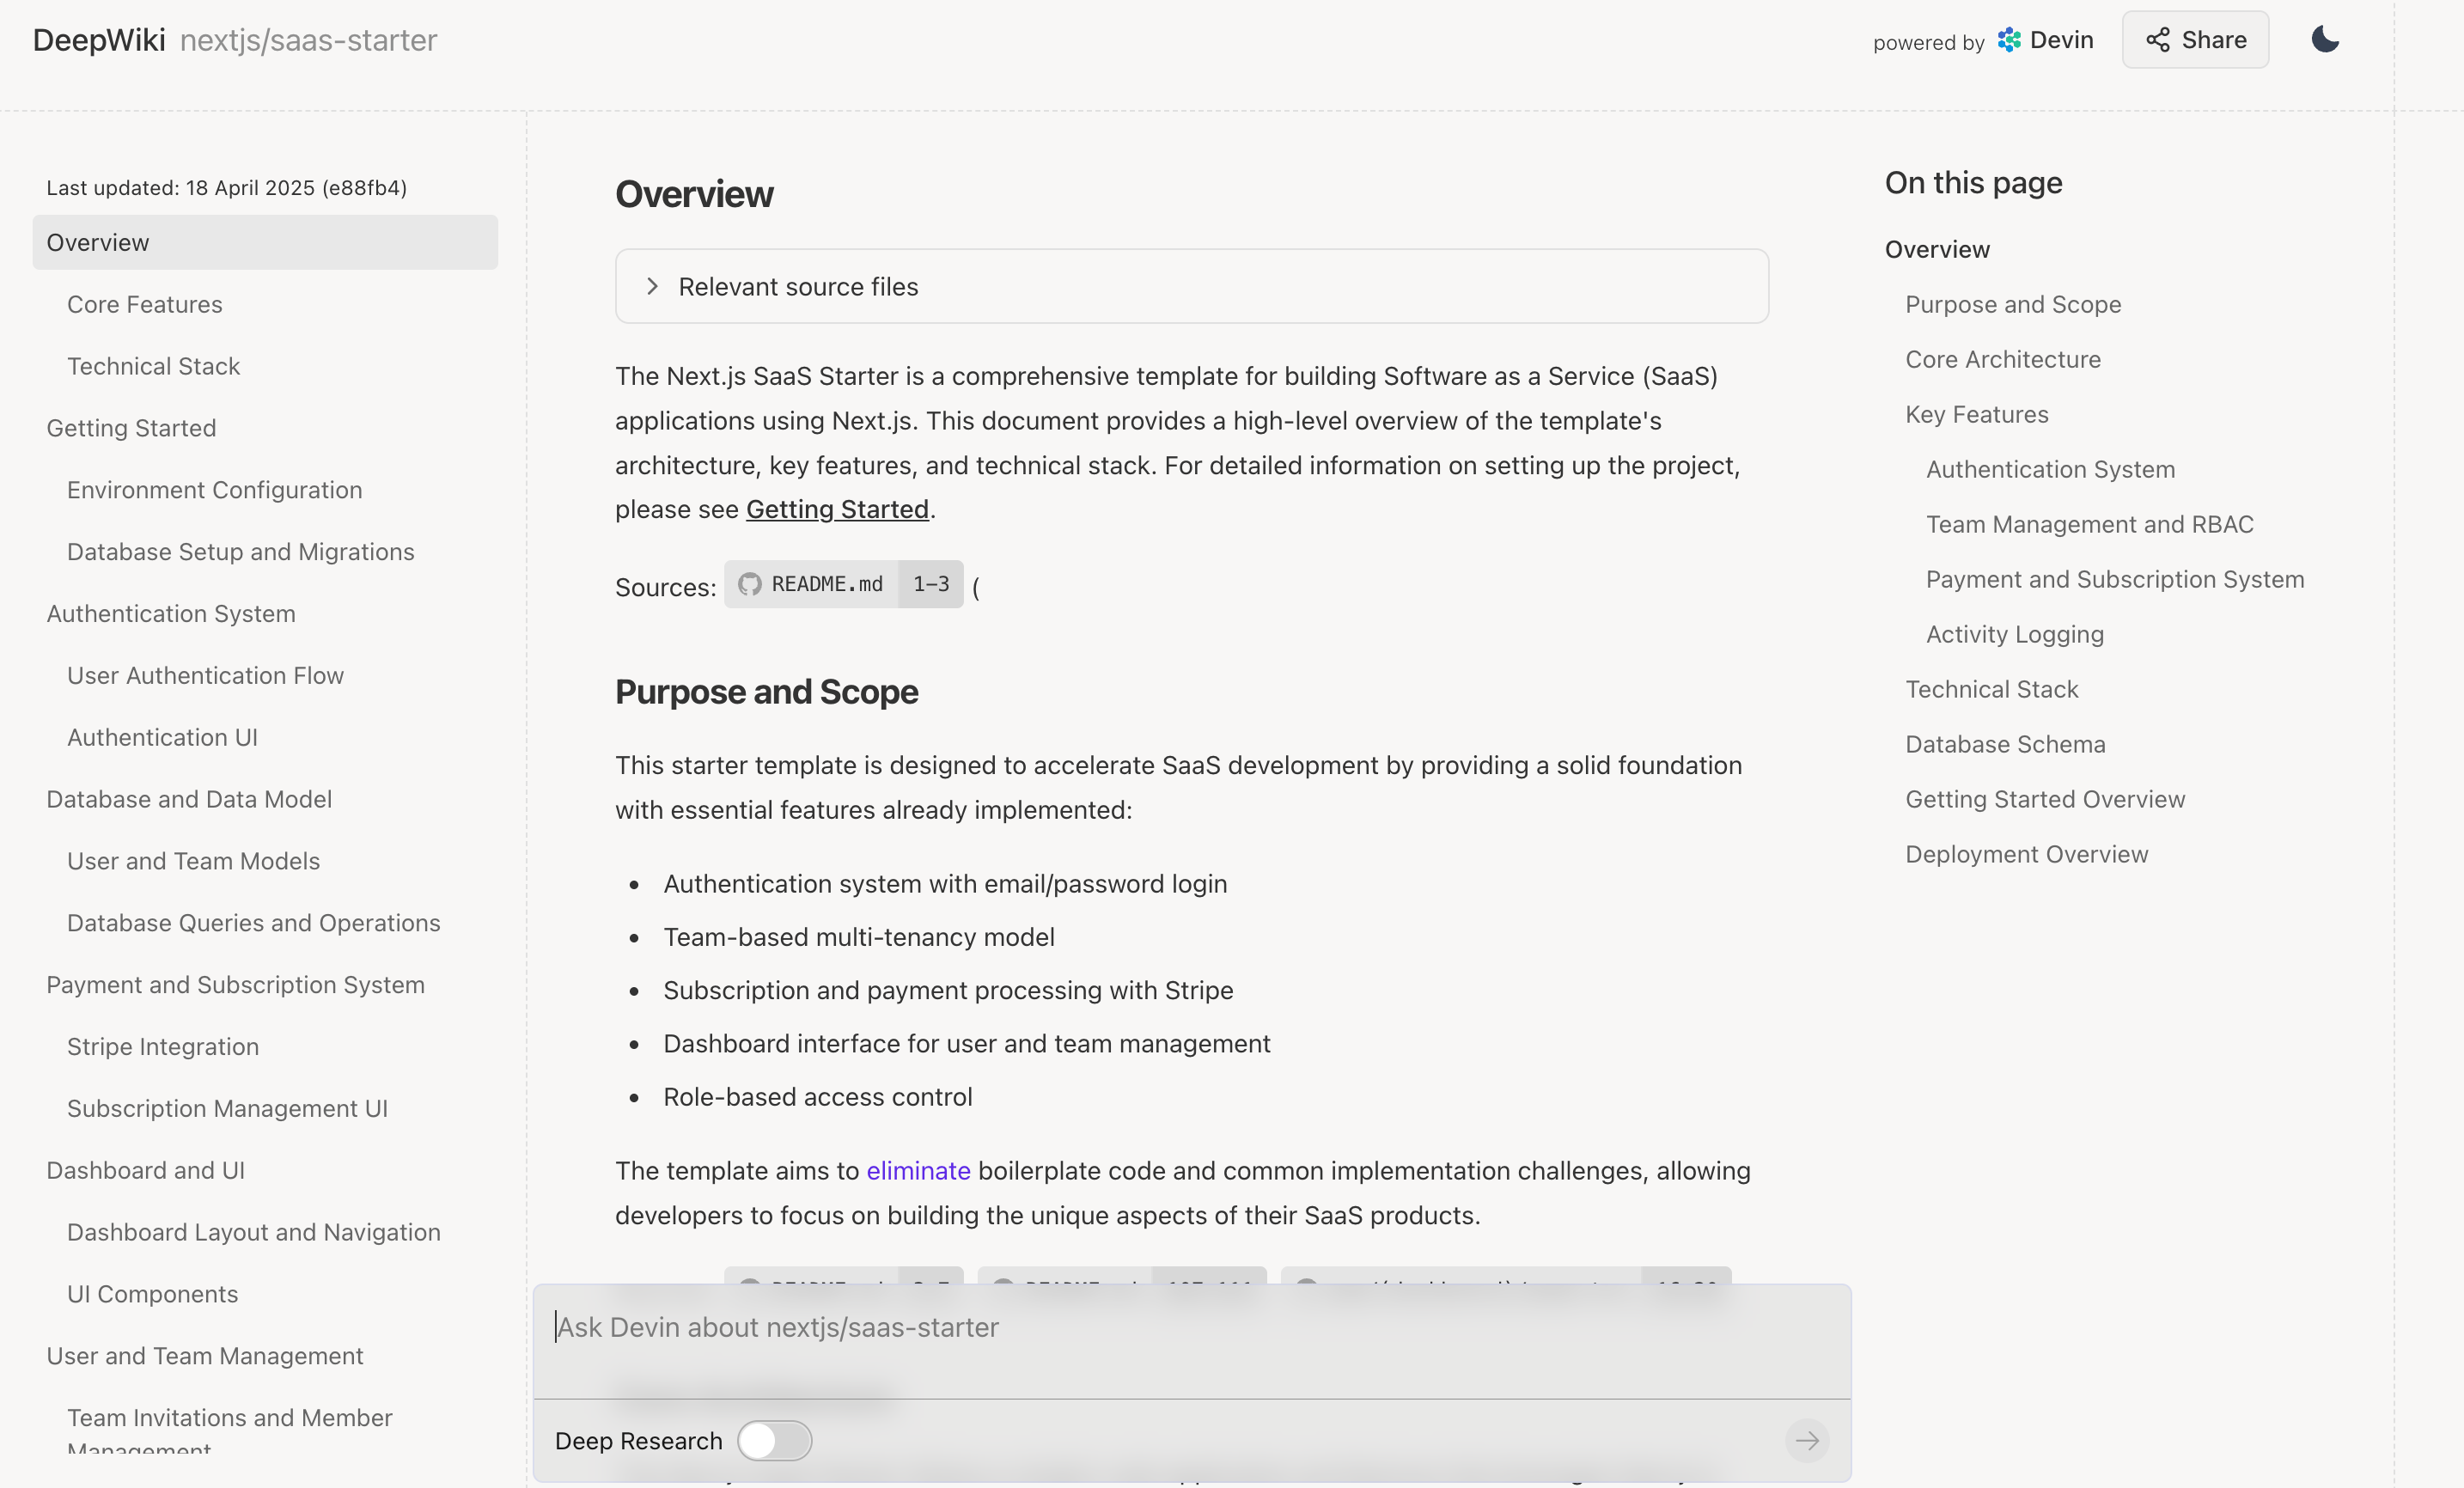 DeepWiki nextjs/saas-starter
powered by Devin
Share
Last updated: 18 April 2025 (e88fb4)
Overview
Core Features
Technical Stack
Getting Started
Environment Configuration
Database Setup and Migrations
Authentication System
User Authentication Flow
Authentication UI
Database and Data Model
User and Team Models
Database Queries and Operations
Payment and Subscription System
Stripe Integration
Subscription Management UI
Dashboard and UI
Dashboard Layout and Navigation
UI Components
User and Team Management
Team Invitations and Member
Management
Overview
Relevant source files
The Next.js SaaS Starter is a comprehensive template for building Software as a Service (SaaS)
applications using Next.js. This document provides a high-level overview of the template's
architecture, key features, and technical stack. For detailed information on setting up the project,
please see Getting Started.
Sources: README.md 1–3 (
Purpose and Scope
This starter template is designed to accelerate SaaS development by providing a solid foundation
with essential features already implemented:
• Authentication system with email/password login
• Team-based multi-tenancy model
• Subscription and payment processing with Stripe
• Dashboard interface for user and team management
• Role-based access control
The template aims to eliminate boilerplate code and common implementation challenges, allowing
developers to focus on building the unique aspects of their SaaS products.
Ask Devin about nextjs/saas-starter
Deep Research
On this page
Overview
Purpose and Scope
Core Architecture
Key Features
Authentication System
Team Management and RBAC
Payment and Subscription System
Activity Logging
Technical Stack
Database Schema
Getting Started Overview
Deployment Overview